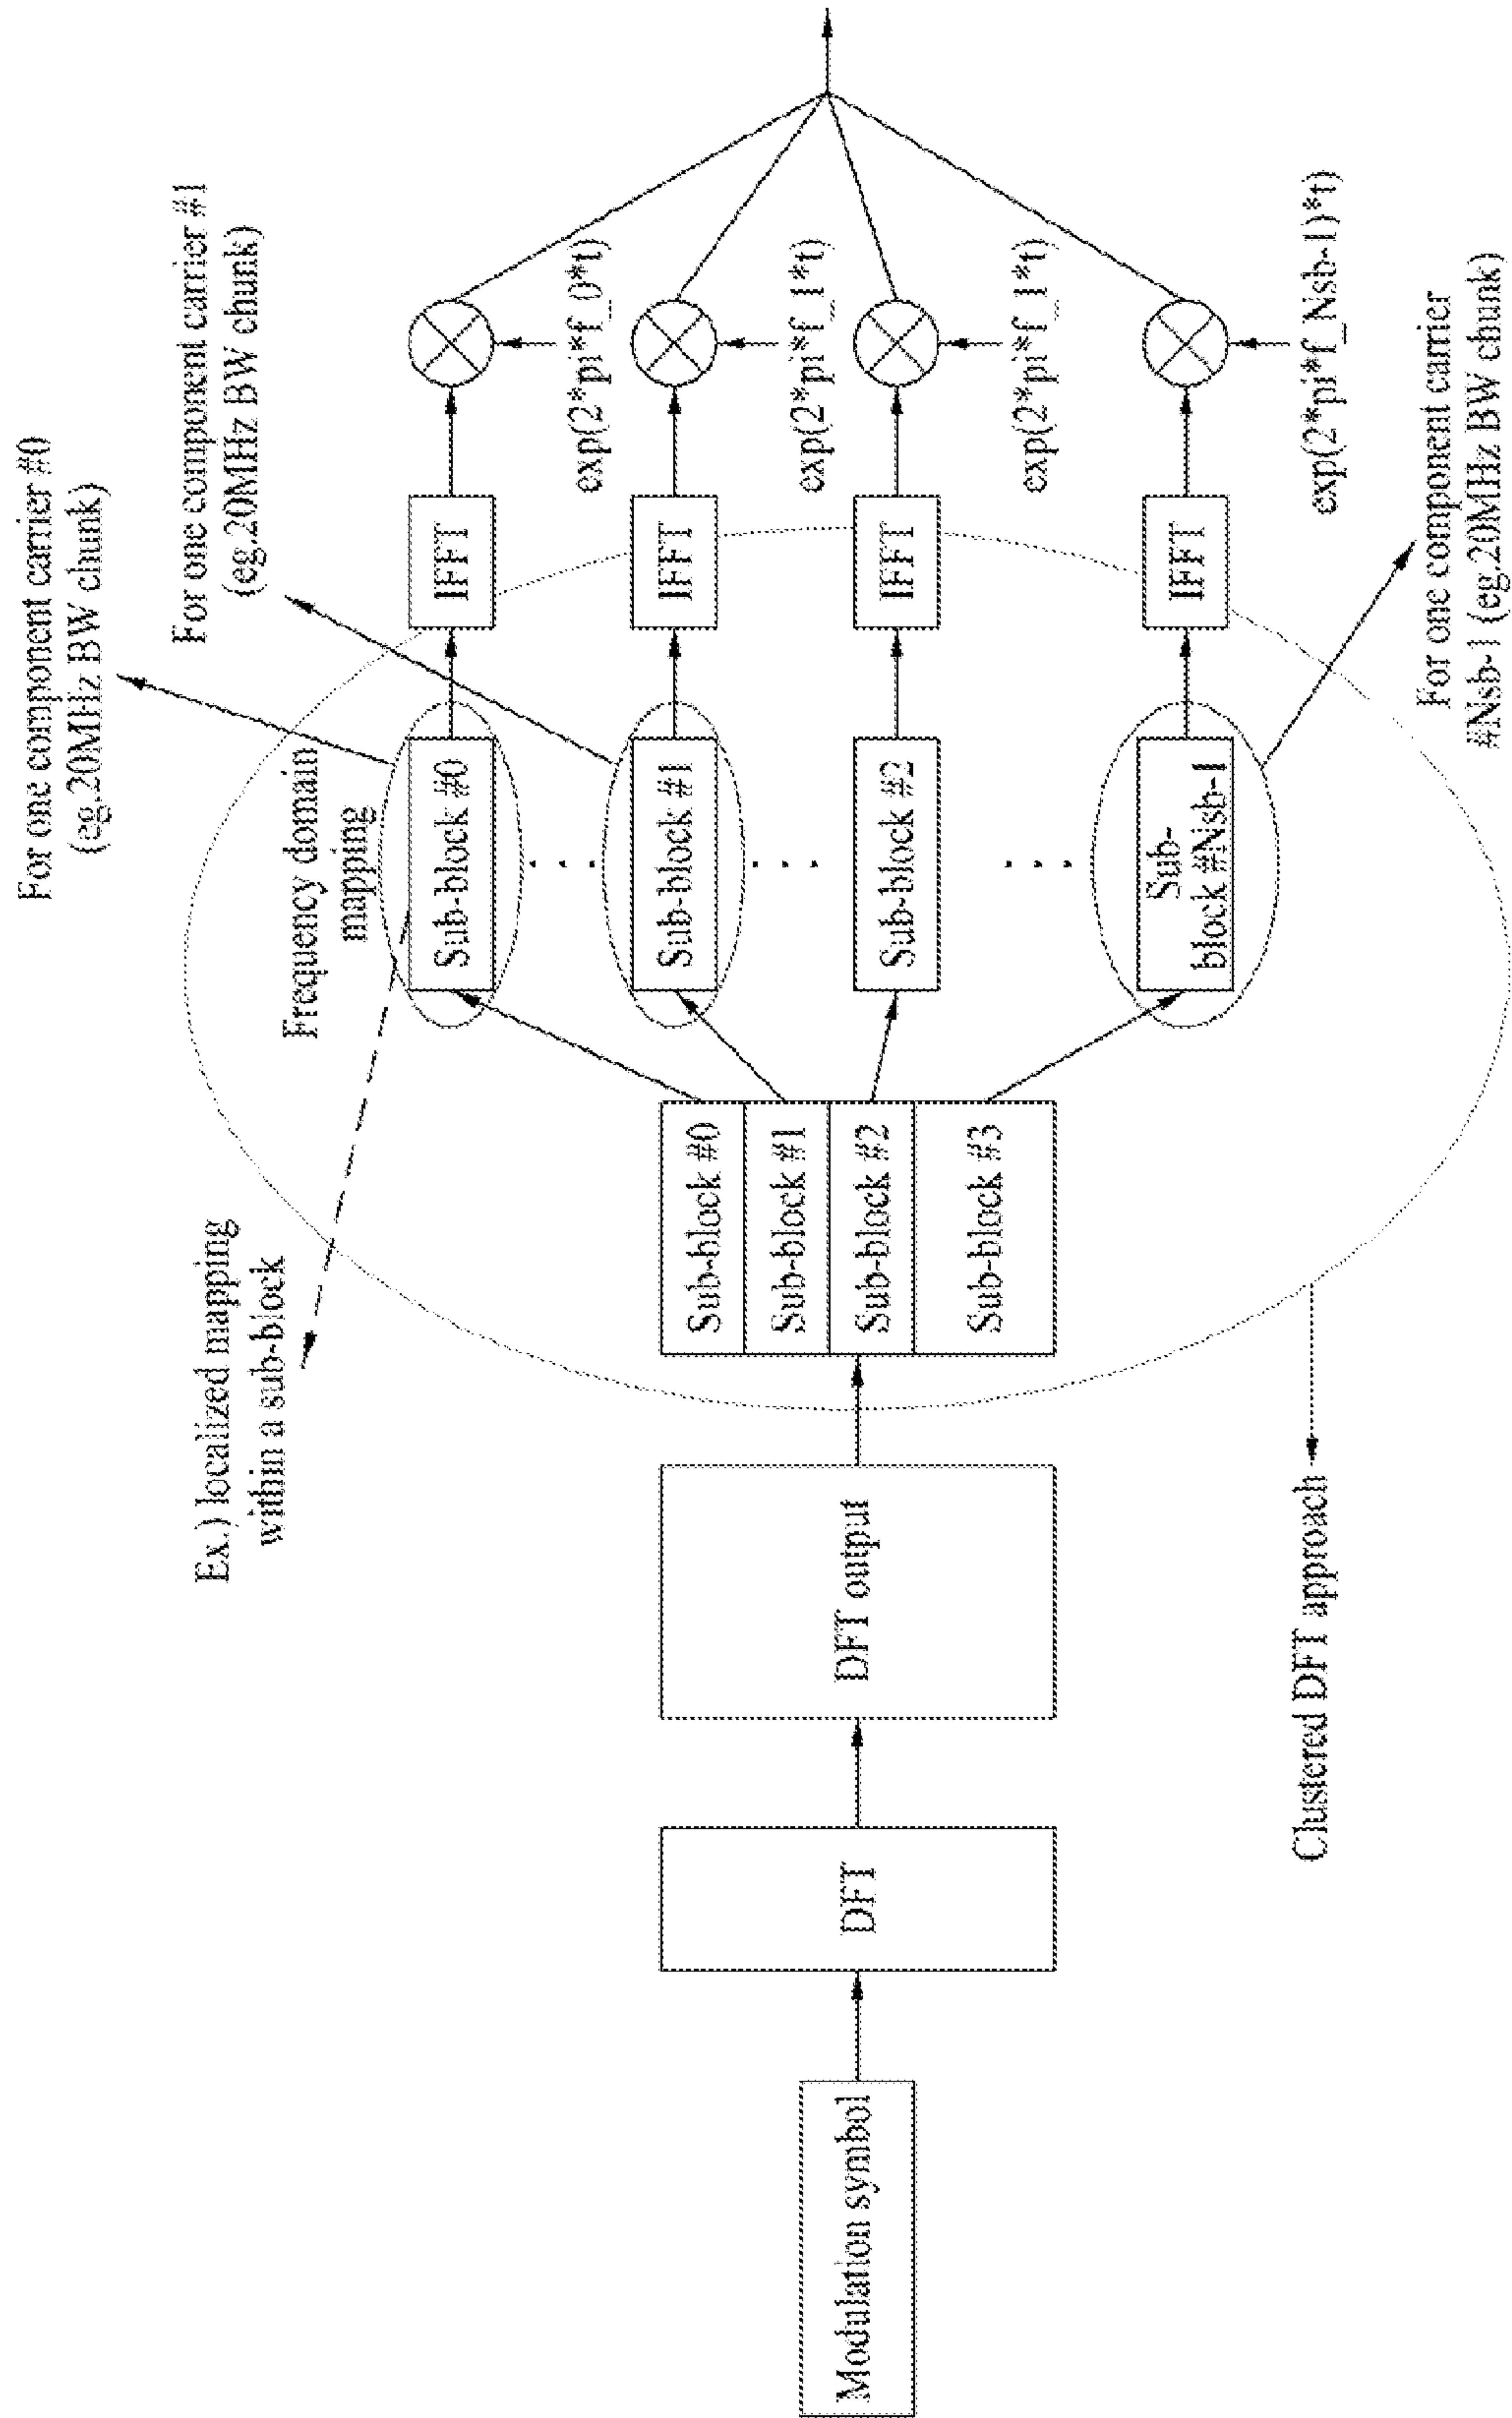 For one component carrier #0
(eg.20MHz BW chunk)
For one component carrier #1
(eg.20MHz BW chunk)
Ex.) localized mapping
within a sub-block
Frequency domain
mapping
Sub-block #0
IFFT
exp(2*pi*f_0*t)
Sub-block #1
IFFT
exp(2*pi*f_1*t)
Sub-block #2
IFFT
exp(2*pi*f_1*t)
Sub-
block #Nsb-1
IFFT
exp(2*pi*f_Nsb-1)*t)
Modulation symbol
DFT
DFT output
Sub-block #0
Sub-block #1
Sub-block #2
Sub-block #3
Clustered DFT approach
For one component carrier
#Nsb-1 (eg.20MHz BW chunk)